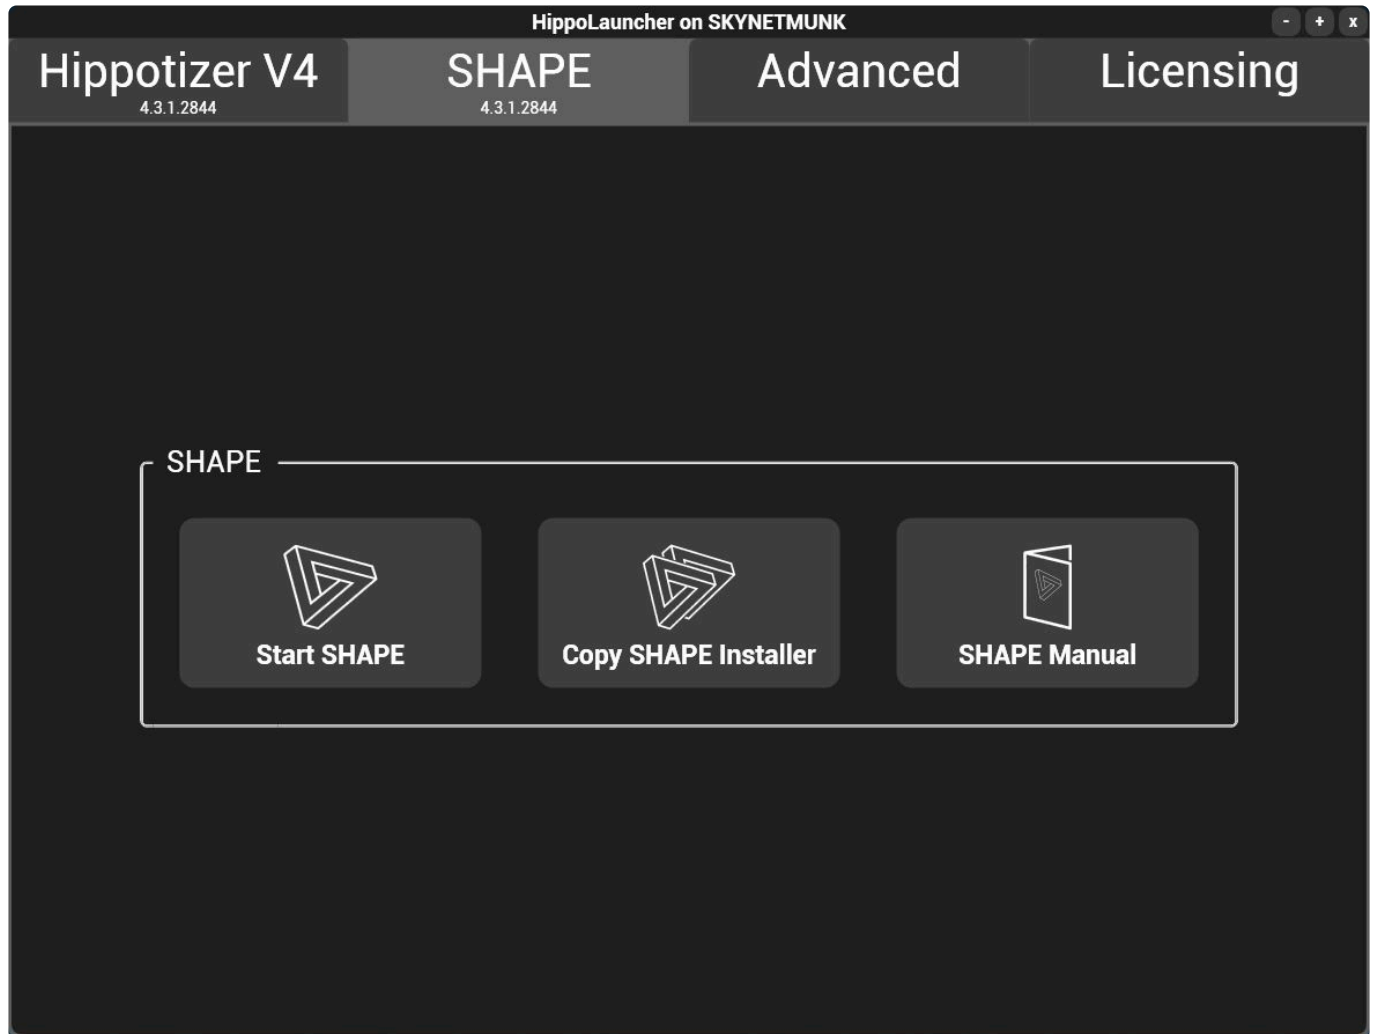 HippoLauncher on SKYNETMUNK
- + x
Hippotizer V4 SHAPE Advanced Licensing
4.3.1.2844 4.3.1.2844
SHAPE
Start SHAPE Copy SHAPE Installer SHAPE Manual